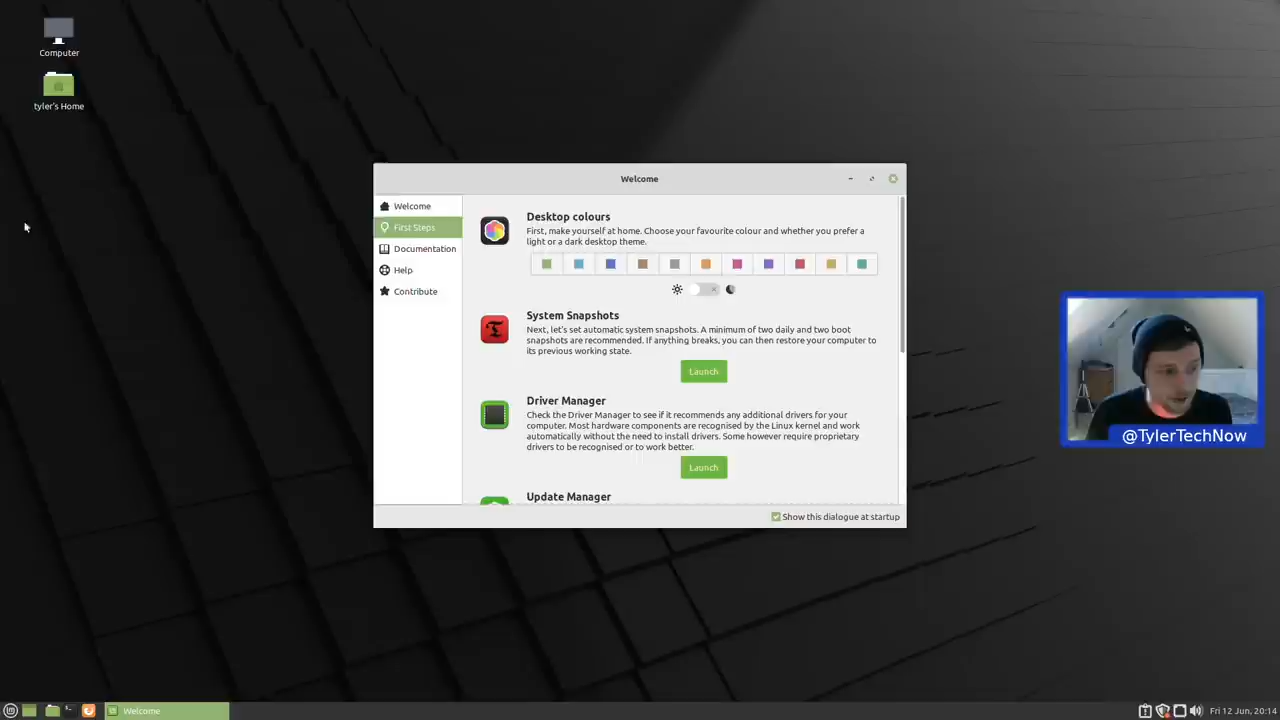 Computer
tyler's Home
Welcome
Welcome
First Steps
Documentation
Help
Contribute
Desktop colours
First, make yourself at home. Choose your favourite colour and whether you prefer a
light or a dark desktop theme.
System Snapshots
Next, let's set automatic system snapshots. A minimum of two daily and two boot
snapshots are recommended. If anything breaks, you can then restore your computer to
its previous working state.
Launch
Driver Manager
Check the Driver Manager to see if it recommends any additional drivers for your
computer. Most hardware components are recognised by the Linux kernel and work
automatically without the need to install drivers. Some however require proprietary
drivers to be recognised or to work better.
Launch
Update Manager
Show this dialogue at startup
@TylerTechNow
Welcome
Fri 12 Jun, 20:14